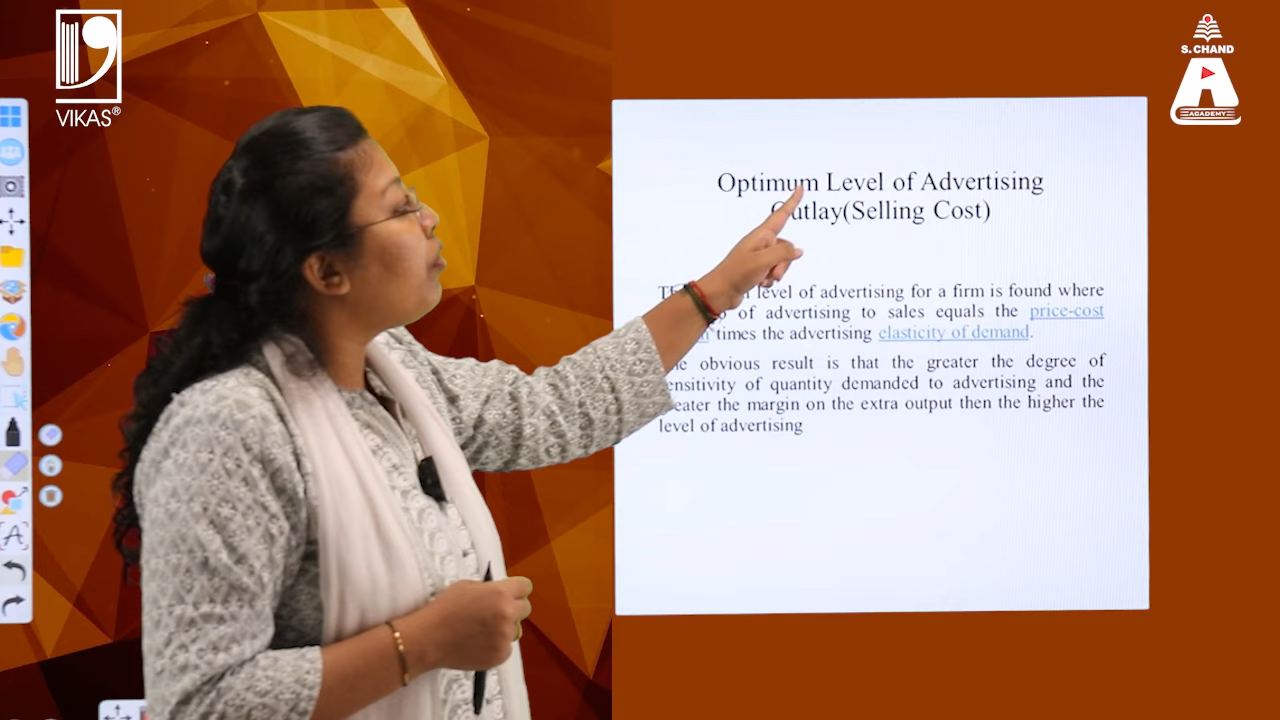 VIKAS®
S.CHAND
ACADEMY
Optimum Level of Advertising
Outlay(Selling Cost)
level of advertising for a firm is found where
of advertising to sales equals the price-cost
times the advertising elasticity of demand.
obvious result is that the greater the degree of
sensitivity of quantity demanded to advertising and the
greater the margin on the extra output then the higher the
level of advertising
A